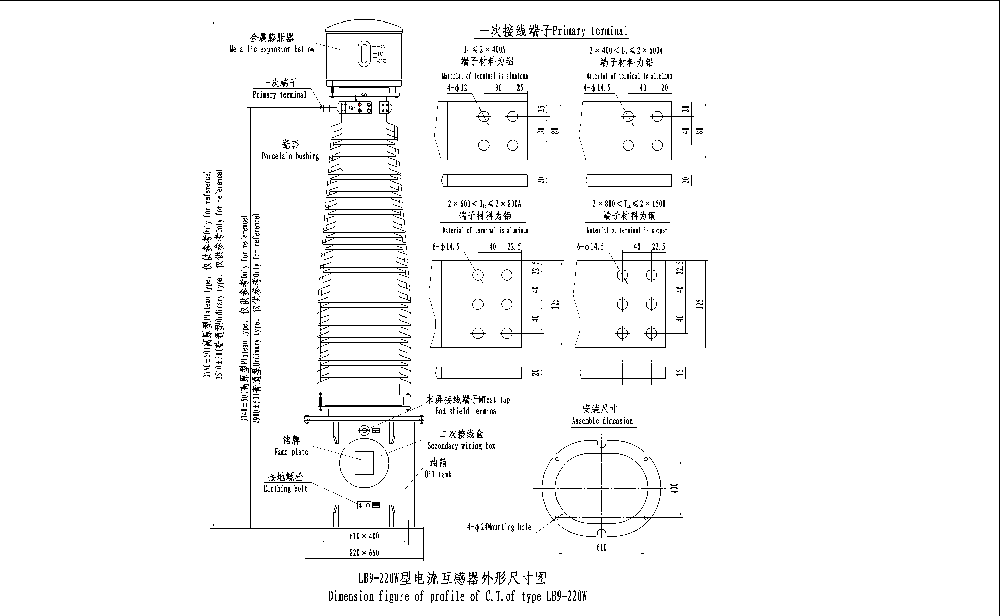 金属膨胀器
Metallic expansion bellow
+40℃
0℃
-30℃
一次端子
Primary terminal
瓷套
Porcelain bushing
3750±50(高原型Plateau type, 仅供参考Only for reference)
3510±50(普通型Ordinary type, 仅供参考Only for reference)
3140±50(高原型Plateau type, 仅供参考Only for reference)
2900±50(普通型Ordinary type, 仅供参考Only for reference)
末屏接线端子MTest tap
End shield terminal
铭牌
Name plate
二次接线盒
Secondary wiring box
油箱
Oil tank
接地螺栓
Earthing bolt
610×400
820×660
一次接线端子Primary terminal
I1n≤2×400A
端子材料为铝
Material of terminal is aluminum
4-φ12
30
25
25
30
80
20
2×400<I1n≤2×600A
端子材料为铝
Material of terminal is aluminum
4-φ14.5
40
20
20
40
80
20
2×600<I1n≤2×800A
端子材料为铝
Material of terminal is aluminum
6-φ14.5
40
22.5
22.5
40
40
125
20
2×800<I1n≤2×1500
端子材料为铜
Material of terminal is copper
6-φ14.5
40
22.5
22.5
40
40
125
15
安装尺寸
Assemble dimension
400
4-φ24Mounting hole
610
LB9-220W型电流互感器外形尺寸图
Dimension figure of profile of C.T.of type LB9-220W